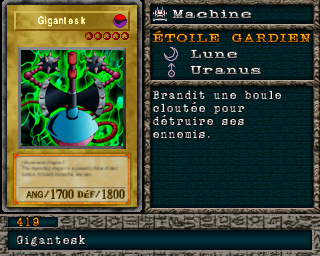 Gigantesk
ANG/1700 DéF/1800
Machine
ÉTOILE GARDIEN
Lune
Uranus
Brandit une boule
cloutée pour
détruire ses
ennemis.
419
Gigantesk